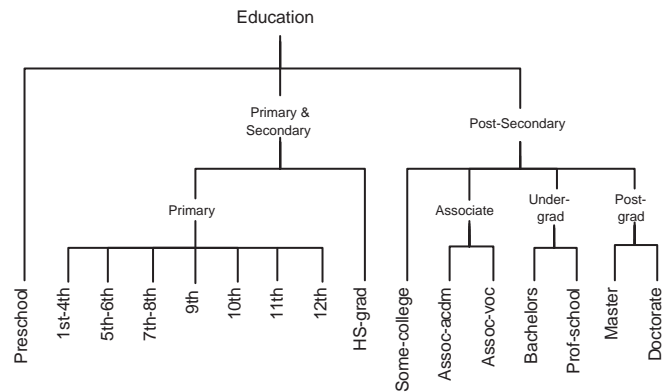 Education
Primary &
Secondary
Post-Secondary
Primary
Associate
Under-
grad
Post-
grad
Preschool
1st-4th
5th-6th
7th-8th
9th
10th
11th
12th
HS-grad
Some-college
Assoc-acdm
Assoc-voc
Bachelors
Prof-school
Master
Doctorate